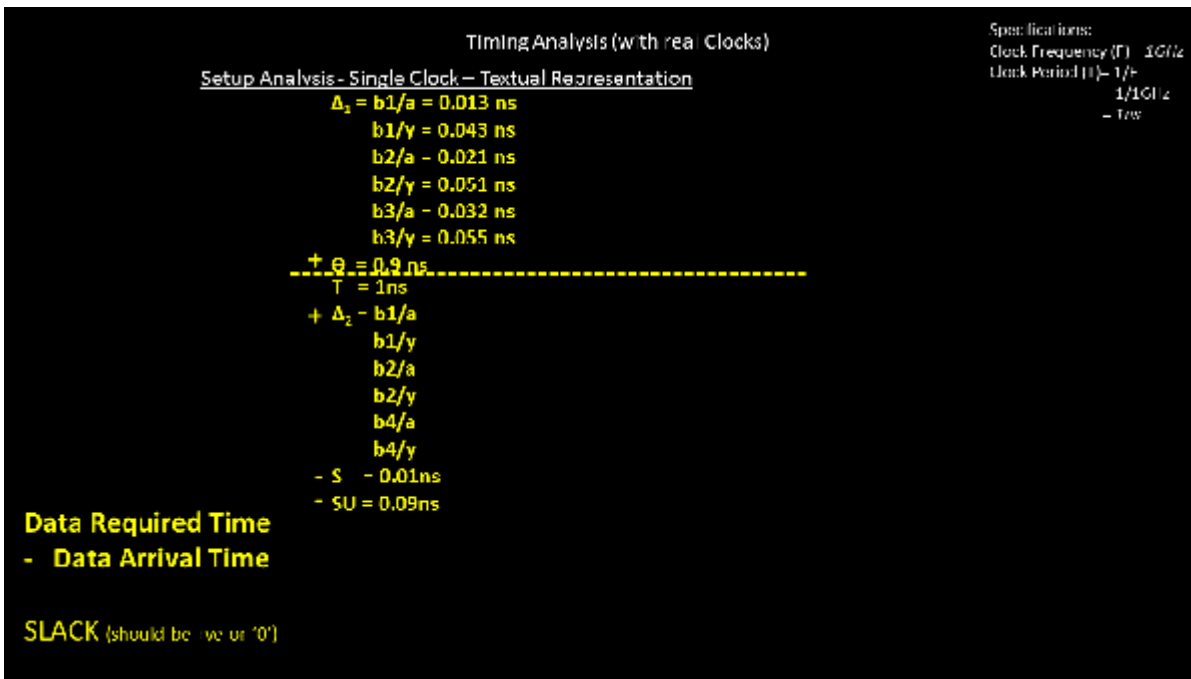 Timing Analysis (with real Clocks)
Specifications:
Clock Frequency (F) 1GHz
Clock Period (T)= 1/F
1/1GHz
Setup Analysis - Single Clock – Textual Representation
Δ₁ = b1/a = 0.013 ns
b1/y = 0.043 ns
b2/a = 0.021 ns
b2/y = 0.051 ns
b3/a = 0.032 ns
b3/y = 0.055 ns
+ Θ = 0.9 ns
T = 1ns
+ Δ₂ = b1/a
b1/y
b2/a
b2/y
b4/a
b4/y
- S = 0.01ns
- SU = 0.09ns
Data Required Time
- Data Arrival Time
SLACK (should be or '0')